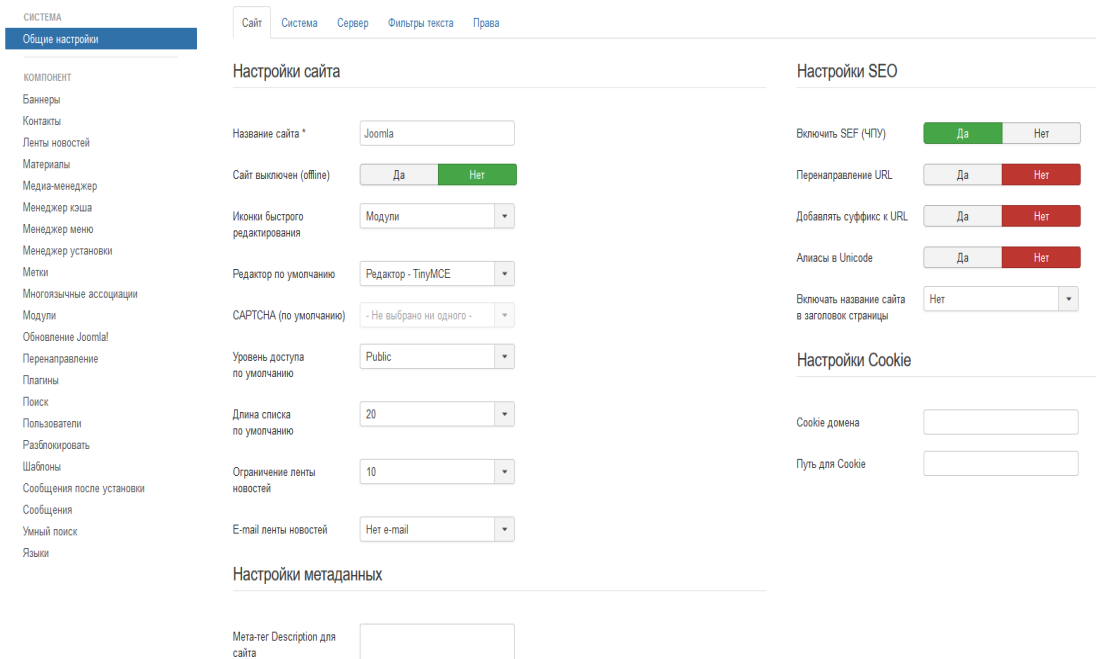 СИСТЕМА
Общие настройки
КОМПОНЕНТ
Баннеры
Контакты
Ленты новостей
Материалы
Медиа-менеджер
Менеджер кэша
Менеджер меню
Менеджер установки
Метки
Многоязычные ассоциации
Модули
Обновление Joomla!
Перенаправление
Плагины
Поиск
Пользователи
Разблокировать
Шаблоны
Сообщения после установки
Сообщения
Умный поиск
Языки
Сайт Система Сервер Фильтры текста Права
Настройки сайта
Название сайта * Joomla
Сайт выключен (offline) Да Нет
Иконки быстрого Модули
редактирования
Редактор по умолчанию Редактор - TinyMCE
CAPTCHA (по умолчанию) - Не выбрано ни одного -
Уровень доступа Public
по умолчанию
Длина списка 20
по умолчанию
Ограничение ленты 10
новостей
E-mail ленты новостей Нет e-mail
Настройки метаданных
Мета-тег Description для
сайта
Настройки SEO
Включить SEF (ЧПУ) Да Нет
Перенаправление URL Да Нет
Добавлять суффикс к URL Да Нет
Алиасы в Unicode Да Нет
Включать название сайта Нет
в заголовок страницы
Настройки Cookie
Cookie домена
Путь для Cookie